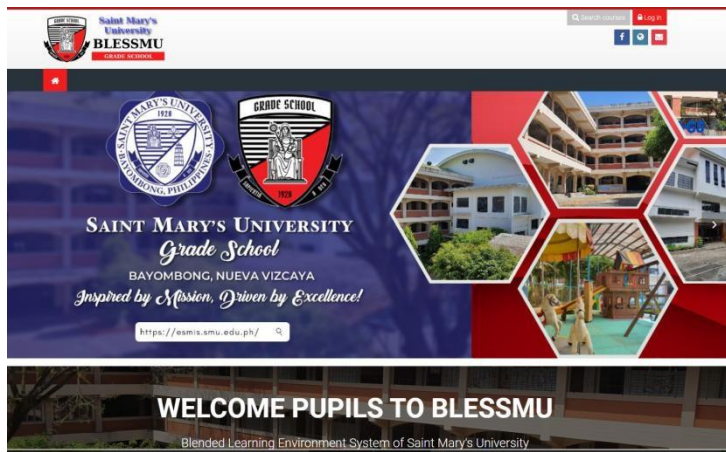 GRADE SCHOOL
Saint Mary's
University
BLESSMU
GRADE SCHOOL
Search courses
Log in
SAINT MARY'S UNIVERSITY
1928
BAYOMBONG, PHILIPPINES
GRADE SCHOOL
1928
SAINT MARY'S UNIVERSITY
Grade School
BAYOMBONG, NUEVA VIZCAYA
Inspired by Mission, Driven by Excellence!
https://esmis.smu.edu.ph/
WELCOME PUPILS TO BLESSMU
Blended Learning Environment System of Saint Mary's University